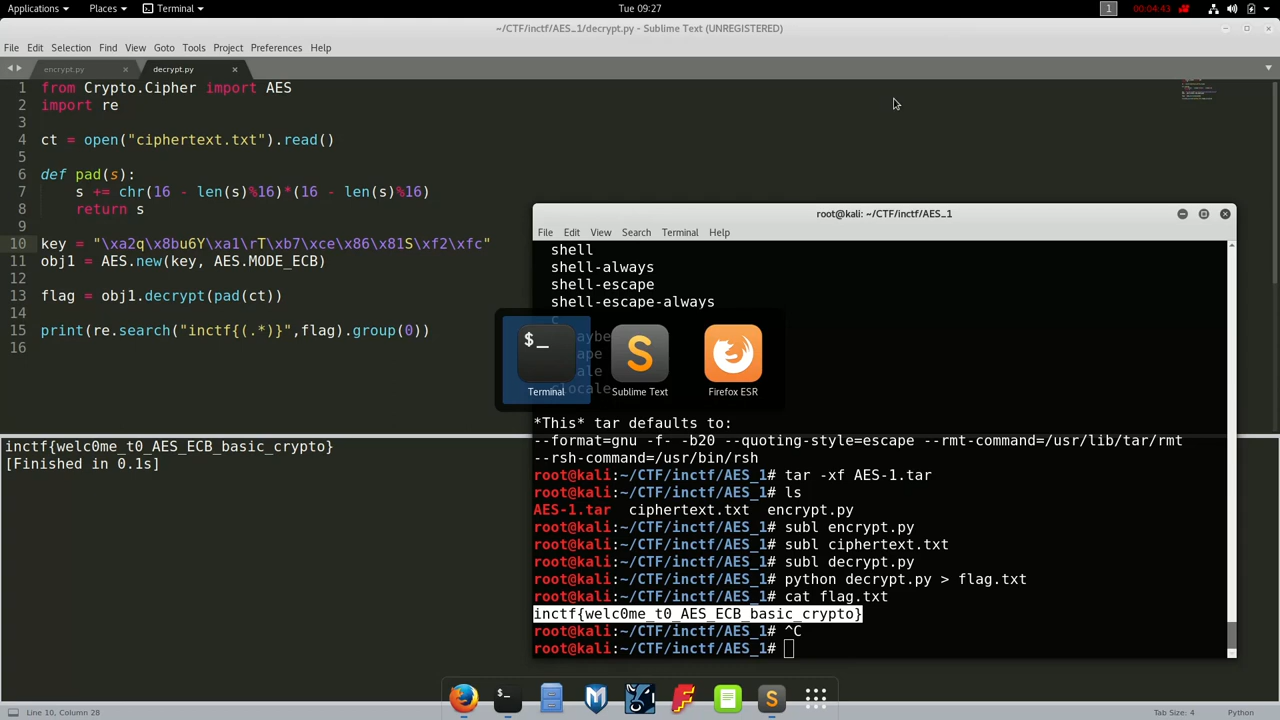 Applications Places Terminal Tue 09:27 1 00:04:43
~/CTF/inctf/AES_1/decrypt.py - Sublime Text (UNREGISTERED)
File Edit Selection Find View Goto Tools Project Preferences Help
encrypt.py × decrypt.py ×
1 from Crypto.Cipher import AES
2 import re
3
4 ct = open("ciphertext.txt").read()
5
6 def pad(s):
7 s += chr(16 - len(s)%16)*(16 - len(s)%16)
8 return s
9
10 key = "\xa2q\x8bu6Y\xa1\rT\xb7\xce\x86\x81S\xf2\xfc"
11 obj1 = AES.new(key, AES.MODE_ECB)
12
13 flag = obj1.decrypt(pad(ct))
14
15 print(re.search("inctf{(.*)}",flag).group(0))
16
inctf{welc0me_t0_AES_ECB_basic_crypto}
[Finished in 0.1s]
root@kali: ~/CTF/inctf/AES_1
File Edit View Search Terminal Help
shell
shell-always
shell-escape
shell-escape-always
c
aybe
ape
ale
clocale
$_
S
Terminal Sublime Text Firefox ESR
*This* tar defaults to:
--format=gnu -f- -b20 --quoting-style=escape --rmt-command=/usr/lib/tar/rmt
--rsh-command=/usr/bin/rsh
root@kali:~/CTF/inctf/AES_1# tar -xf AES-1.tar
root@kali:~/CTF/inctf/AES_1# ls
AES-1.tar ciphertext.txt encrypt.py
root@kali:~/CTF/inctf/AES_1# subl encrypt.py
root@kali:~/CTF/inctf/AES_1# subl ciphertext.txt
root@kali:~/CTF/inctf/AES_1# subl decrypt.py
root@kali:~/CTF/inctf/AES_1# python decrypt.py > flag.txt
root@kali:~/CTF/inctf/AES_1# cat flag.txt
inctf{welc0me_t0_AES_ECB_basic_crypto}
root@kali:~/CTF/inctf/AES_1# ^C
root@kali:~/CTF/inctf/AES_1#
Line 10, Column 28 Tab Size: 4 Python